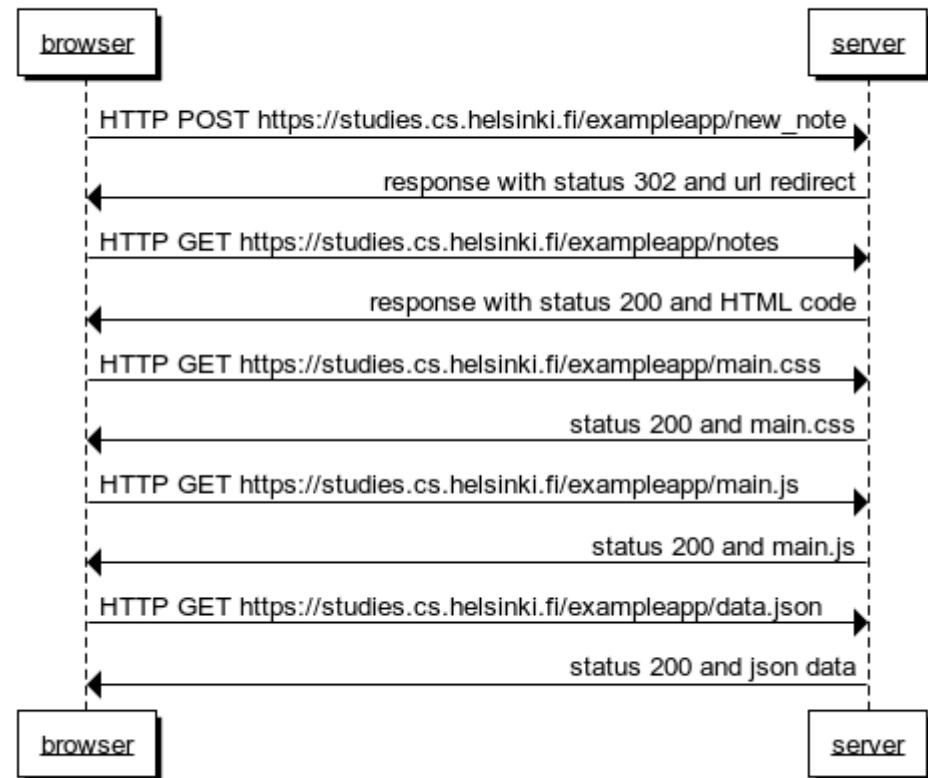 browser server
HTTP POST https://studies.cs.helsinki.fi/exampleapp/new_note
response with status 302 and url redirect
HTTP GET https://studies.cs.helsinki.fi/exampleapp/notes
response with status 200 and HTML code
HTTP GET https://studies.cs.helsinki.fi/exampleapp/main.css
status 200 and main.css
HTTP GET https://studies.cs.helsinki.fi/exampleapp/main.js
status 200 and main.js
HTTP GET https://studies.cs.helsinki.fi/exampleapp/data.json
status 200 and json data
browser server